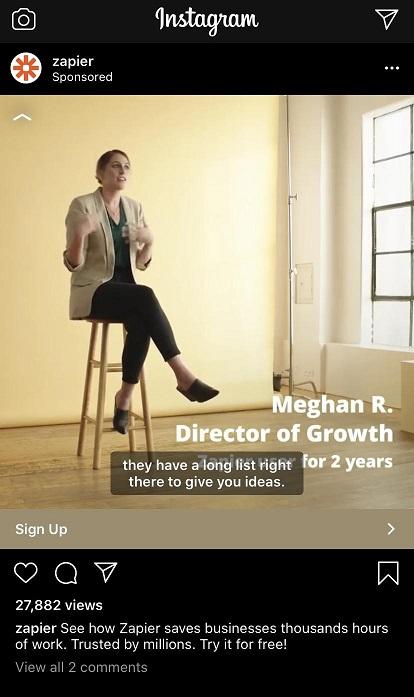 Instagram
zapier
Sponsored
Meghan R.
Director of Growth
Zapier user for 2 years
they have a long list right
there to give you ideas.
Sign Up
27,882 views
zapier See how Zapier saves businesses thousands hours
of work. Trusted by millions. Try it for free!
View all 2 comments